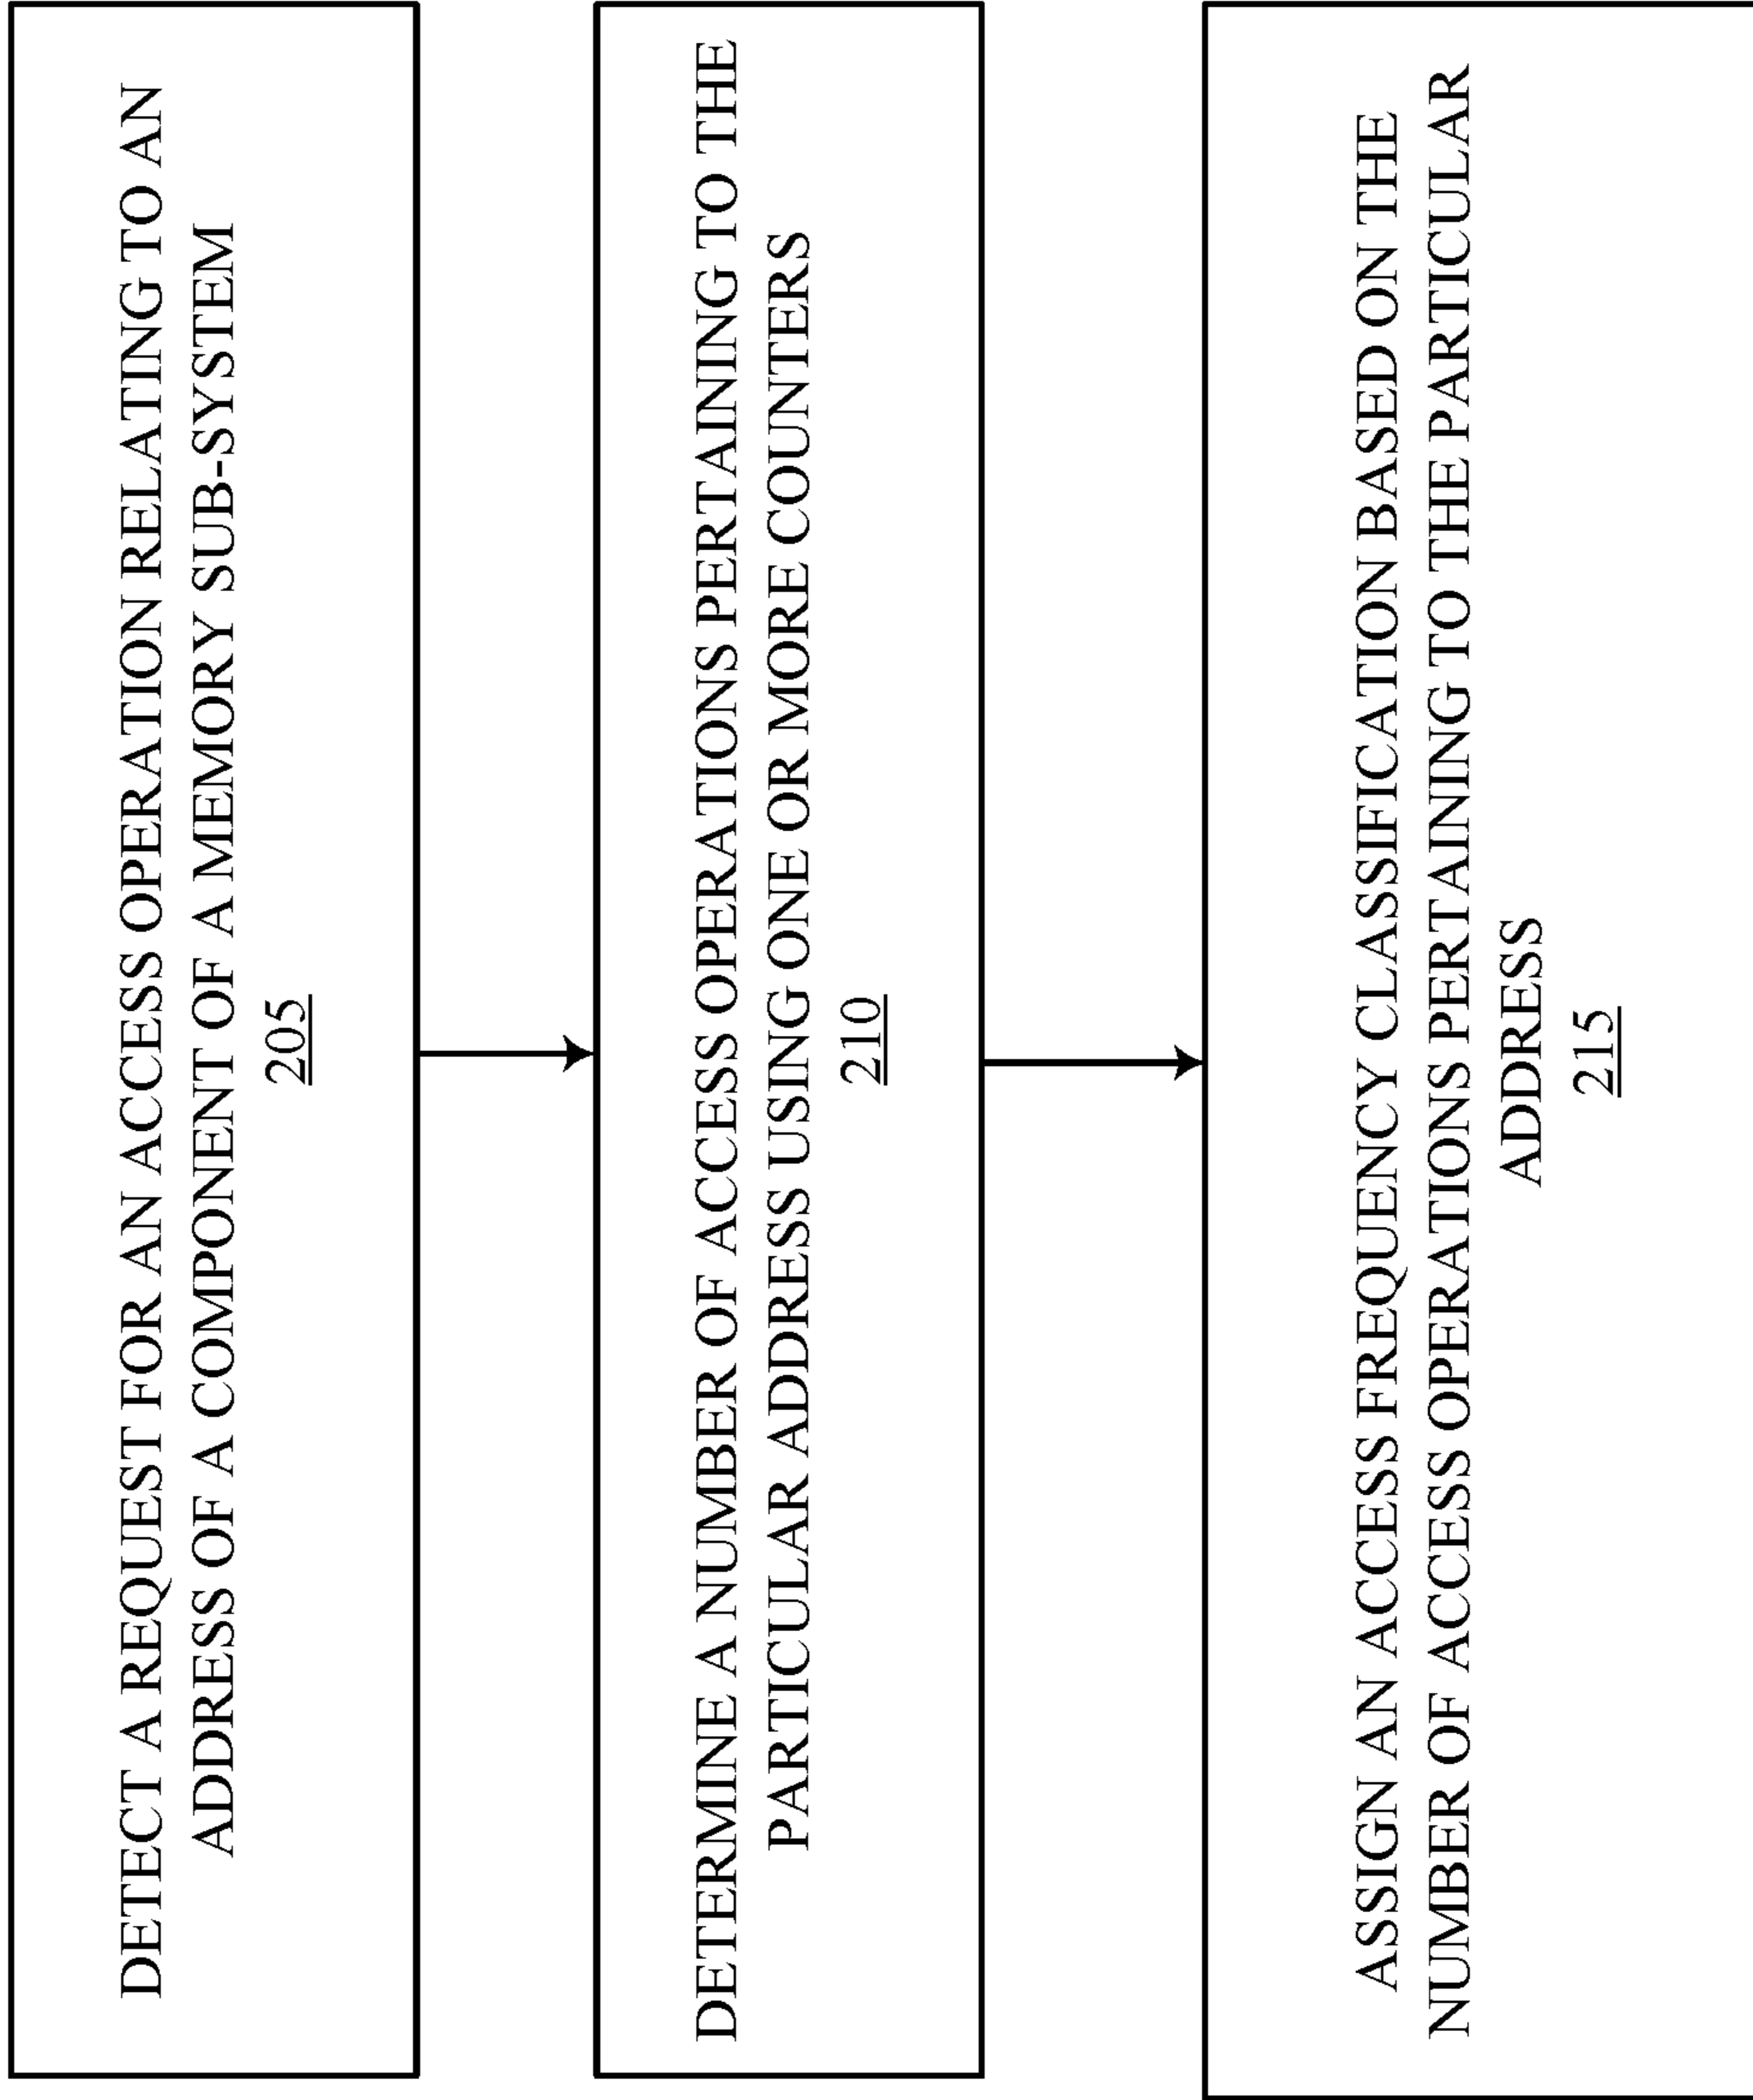 DETECT A REQUEST FOR AN ACCESS OPERATION RELATING TO AN
ADDRESS OF A COMPONENT OF A MEMORY SUB-SYSTEM
205
DETERMINE A NUMBER OF ACCESS OPERATIONS PERTAINING TO THE
PARTICULAR ADDRESS USING ONE OR MORE COUNTERS
210
ASSIGN AN ACCESS FREQUENCY CLASSIFICATION BASED ON THE
NUMBER OF ACCESS OPERATIONS PERTAINING TO THE PARTICULAR
ADDRESS
215